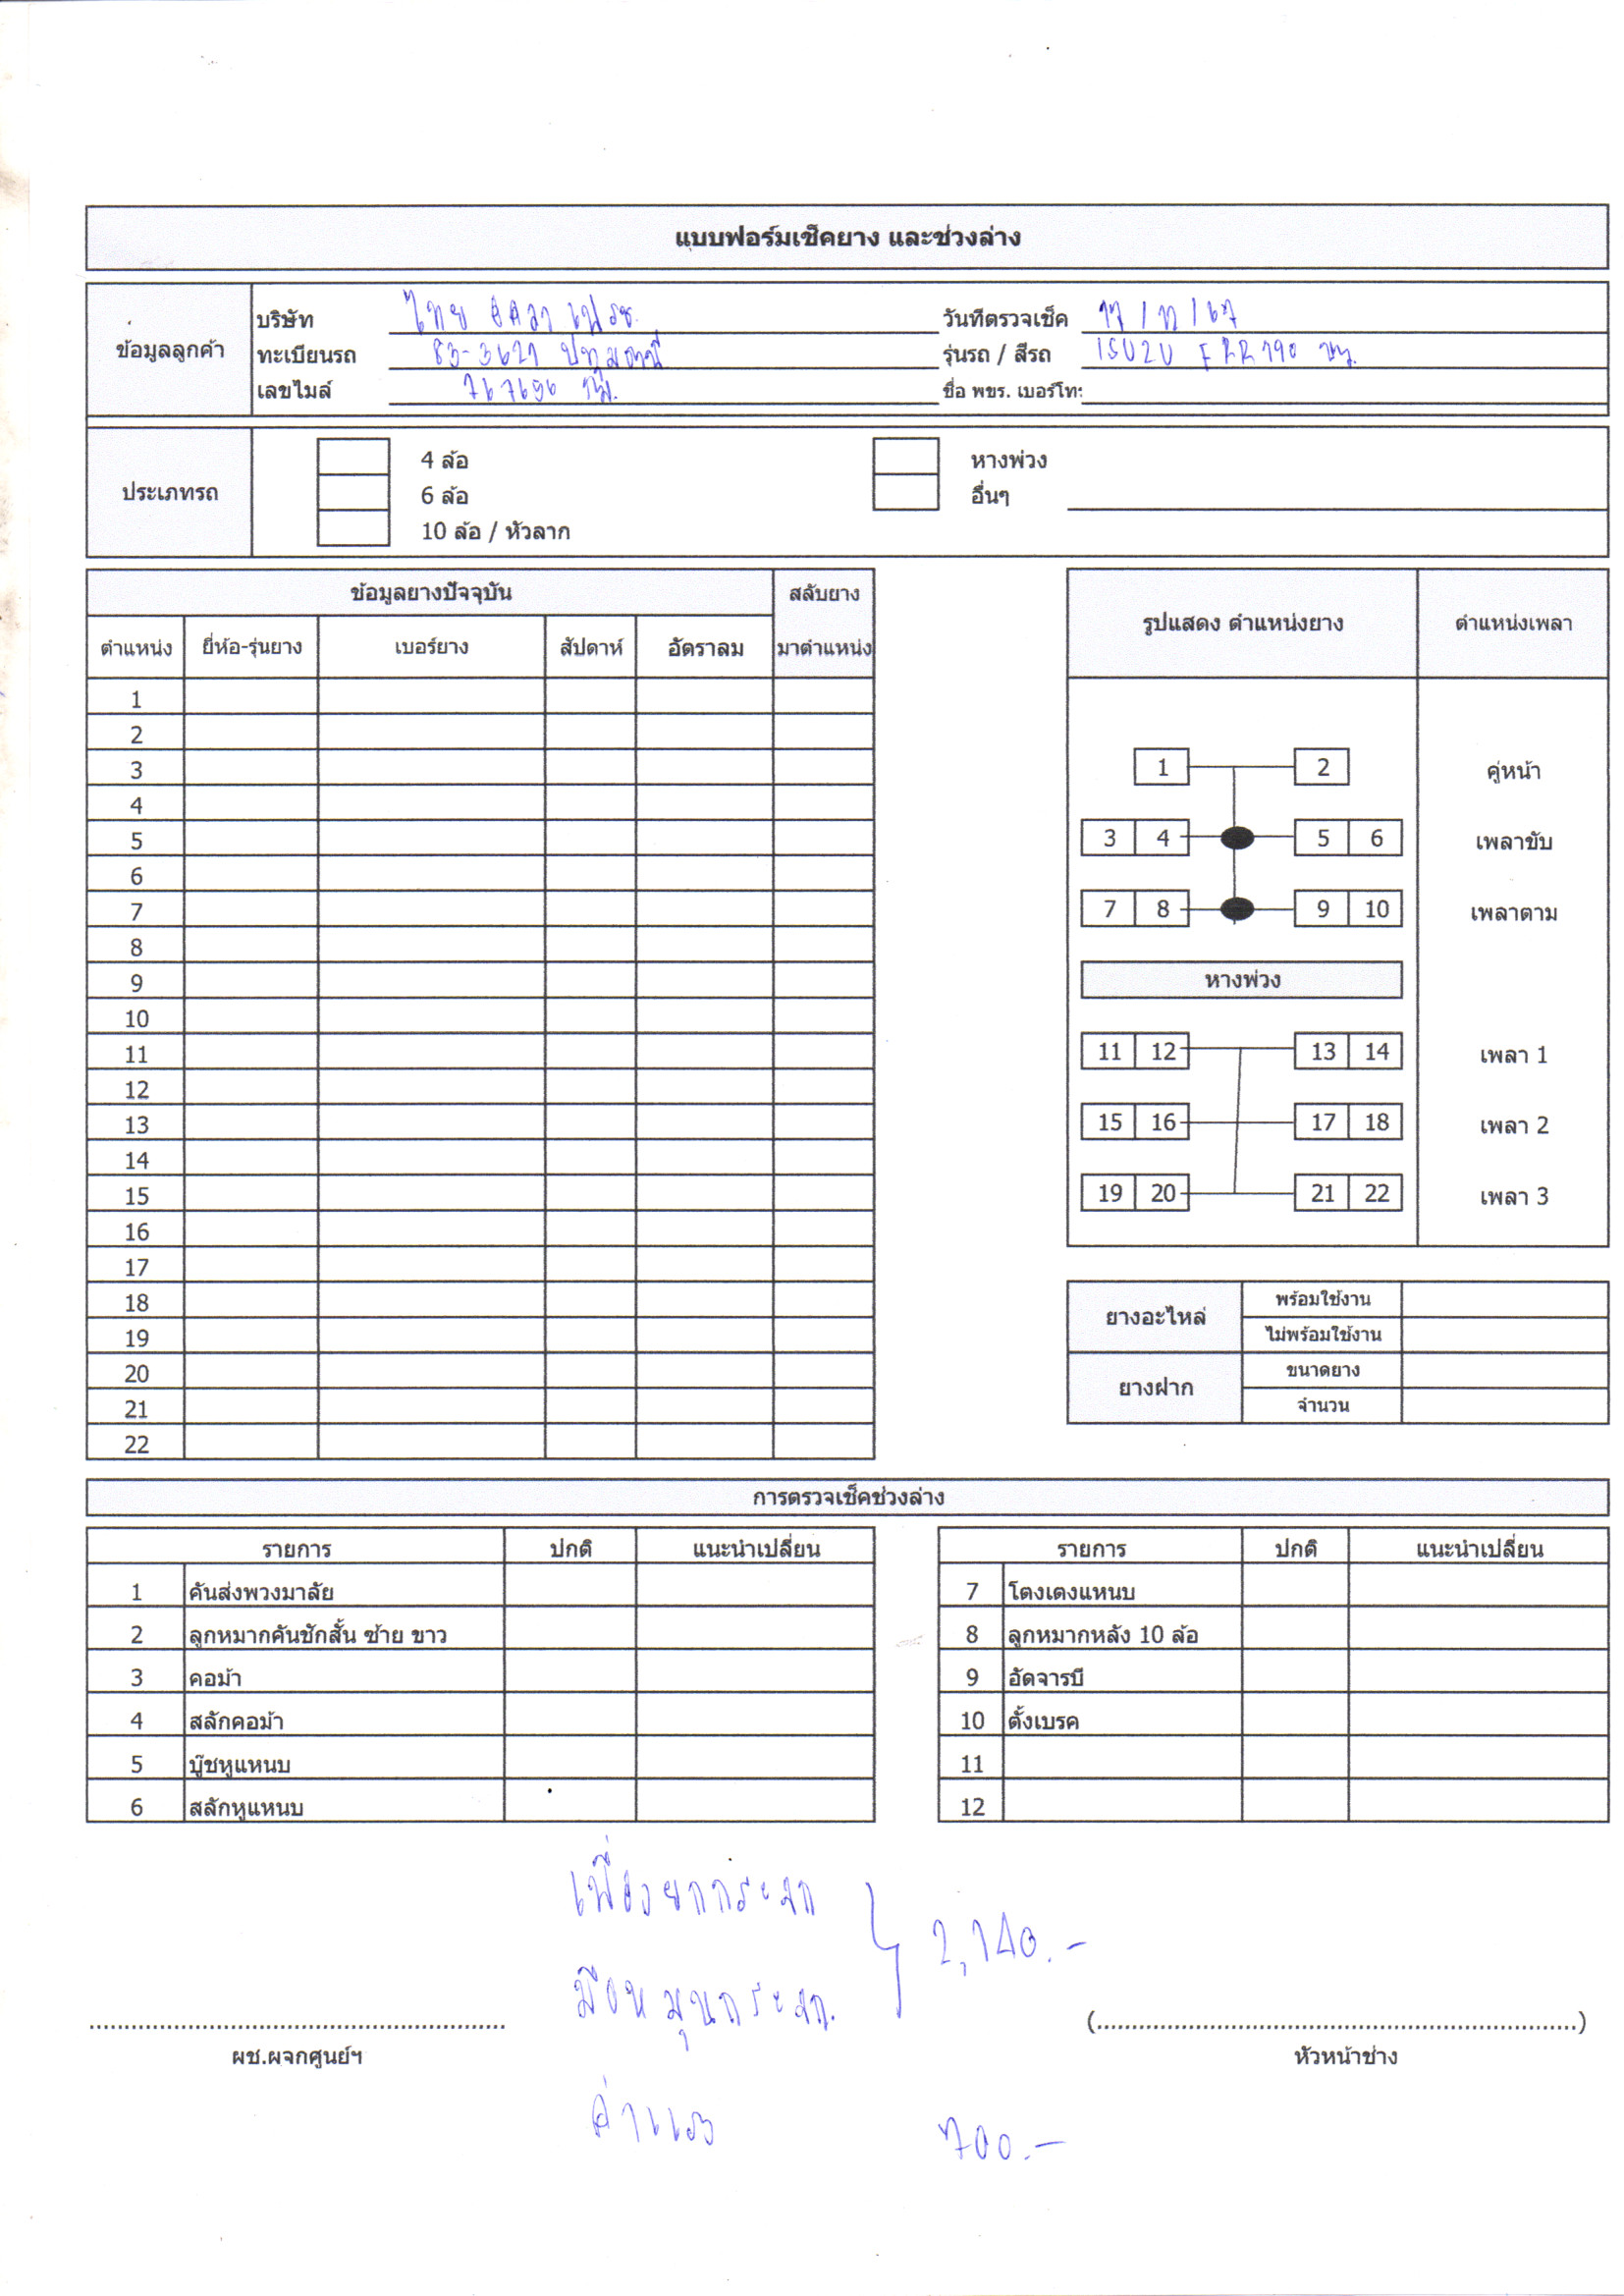 แบบฟอร์มเช็คยาง และช่วงล่าง
ข้อมูลลูกค้า
บริษัท ไทย
วันที่ตรวจเช็ค
ทะเบียนรถ 83-3621 ปทุมธานี
รุ่นรถ / สีรถ ISUZU FRR190
เลขไมล์ 767696 กม.
ชื่อ พขร. เบอร์โทร
ประเภทรถ
4 ล้อ
หางพ่วง
6 ล้อ
อื่นๆ
10 ล้อ / หัวลาก
ข้อมูลยางปัจจุบัน
สลับยาง
ตำแหน่ง ยี่ห้อ-รุ่นยาง เบอร์ยาง สัปดาห์ อัตราลม มาตำแหน่ง
1
2
3
4
5
6
7
8
9
10
11
12
13
14
15
16
17
18
19
20
21
22
รูปแสดง ตำแหน่งยาง ตำแหน่งเพลา
1 2 คู่หน้า
3 4 5 6 เพลาขับ
7 8 9 10 เพลาตาม
หางพ่วง
11 12 13 14 เพลา 1
15 16 17 18 เพลา 2
19 20 21 22 เพลา 3
ยางอะไหล่
พร้อมใช้งาน
ไม่พร้อมใช้งาน
ยางฝาก
ขนาดยาง
จำนวน
การตรวจเช็คช่วงล่าง
รายการ ปกติ แนะนำเปลี่ยน
1 คันส่งพวงมาลัย
2 ลูกหมากคันชักสั้น ซ้าย ขาว
3 คอม้า
4 สลักคอม้า
5 บู๊ชหูแหนบ
6 สลักหูแหนบ
รายการ ปกติ แนะนำเปลี่ยน
7 โตงเตงแหนบ
8 ลูกหมากหลัง 10 ล้อ
9 อัดจารบี
10 ตั้งเบรค
11
12
เฟืองยกกระจก
2,140.-
มือหมุนกระจก.
ผช.ผจกศูนย์ฯ
(....................)
หัวหน้าช่าง
ค่าแรง 700.-